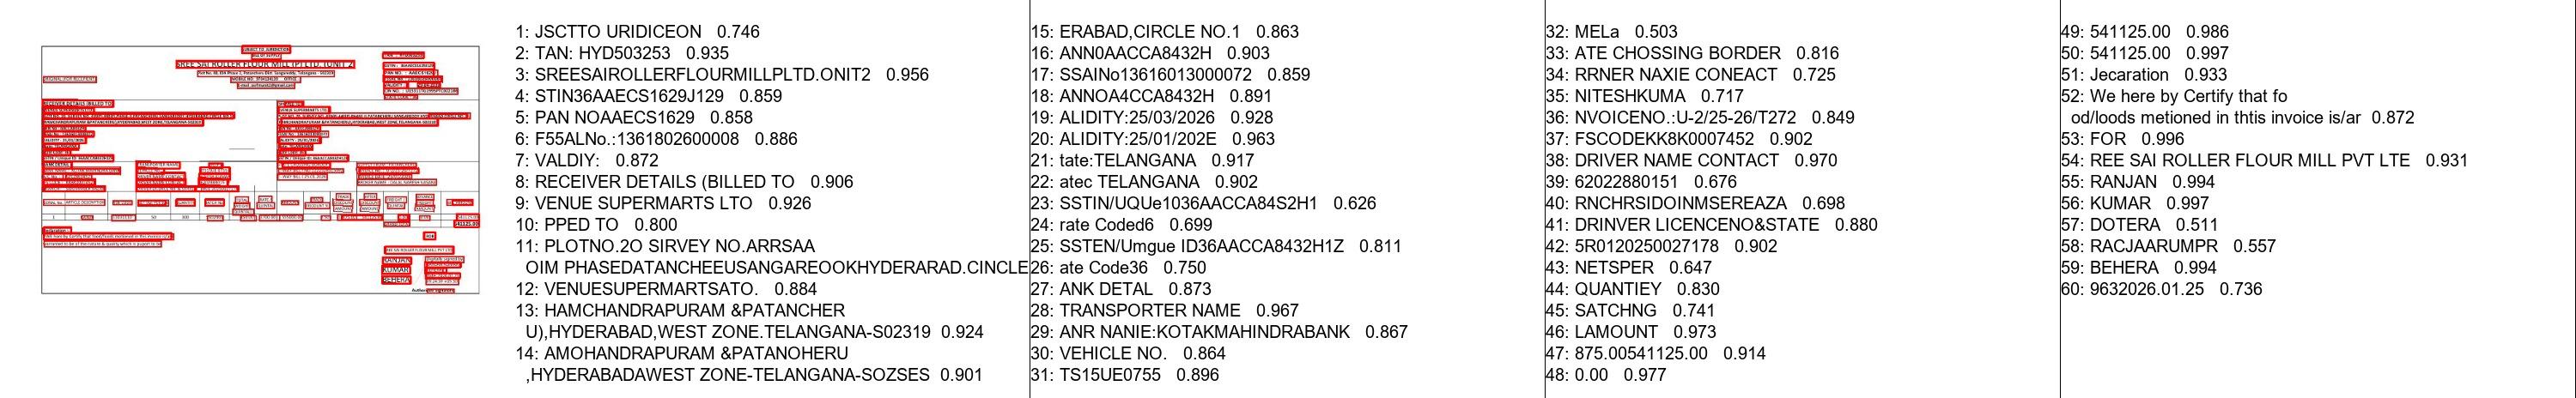 SREE SAI ROLLER FLOUR MILL PVT LTD. (UNIT 2
RECEIVER DETAILS (BILLED TO
RANJAN
KUMAR
BEHERA
1: JSCTTO URIDICEON 0.746
2: TAN: HYD503253 0.935
3: SREESAIROLLERFLOURMILLPLTD.ONIT2 0.956
4: STIN36AAECS1629J129 0.859
5: PAN NOAAECS1629 0.858
6: F55ALNo.:1361802600008 0.886
7: VALDIY: 0.872
8: RECEIVER DETAILS (BILLED TO 0.906
9: VENUE SUPERMARTS LTO 0.926
10: PPED TO 0.800
11: PLOTNO.2O SIRVEY NO.ARRSAA
OIM PHASEDATANCHEEUSANGAREOOKHYDERARAD.CINCLE
12: VENUESUPERMARTSATO. 0.884
13: HAMCHANDRAPURAM &PATANCHER
U),HYDERABAD,WEST ZONE.TELANGANA-S02319 0.924
14: AMOHANDRAPURAM &PATANOHERU
,HYDERABADAWEST ZONE-TELANGANA-SOZSES 0.901
15: ERABAD,CIRCLE NO.1 0.863
16: ANN0AACCA8432H 0.903
17: SSAINo13616013000072 0.859
18: ANNOA4CCA8432H 0.891
19: ALIDITY:25/03/2026 0.928
20: ALIDITY:25/01/202E 0.963
21: tate:TELANGANA 0.917
22: atec TELANGANA 0.902
23: SSTIN/UQUe1036AACCA84S2H1 0.626
24: rate Coded6 0.699
25: SSTEN/Umgue ID36AACCA8432H1Z 0.811
26: ate Code36 0.750
27: ANK DETAL 0.873
28: TRANSPORTER NAME 0.967
29: ANR NANIE:KOTAKMAHINDRABANK 0.867
30: VEHICLE NO. 0.864
31: TS15UE0755 0.896
32: MELa 0.503
33: ATE CHOSSING BORDER 0.816
34: RRNER NAXIE CONEACT 0.725
35: NITESHKUMA 0.717
36: NVOICENO.:U-2/25-26/T272 0.849
37: FSCODEKK8K0007452 0.902
38: DRIVER NAME CONTACT 0.970
39: 62022880151 0.676
40: RNCHRSIDOINMSEREAZA 0.698
41: DRINVER LICENCENO&STATE 0.880
42: 5R0120250027178 0.902
43: NETSPER 0.647
44: QUANTIEY 0.830
45: SATCHNG 0.741
46: LAMOUNT 0.973
47: 875.00541125.00 0.914
48: 0.00 0.977
49: 541125.00 0.986
50: 541125.00 0.997
51: Jecaration 0.933
52: We here by Certify that fo
od/loods metioned in thtis invoice is/ar 0.872
53: FOR 0.996
54: REE SAI ROLLER FLOUR MILL PVT LTE 0.931
55: RANJAN 0.994
56: KUMAR 0.997
57: DOTERA 0.511
58: RACJAARUMPR 0.557
59: BEHERA 0.994
60: 9632026.01.25 0.736